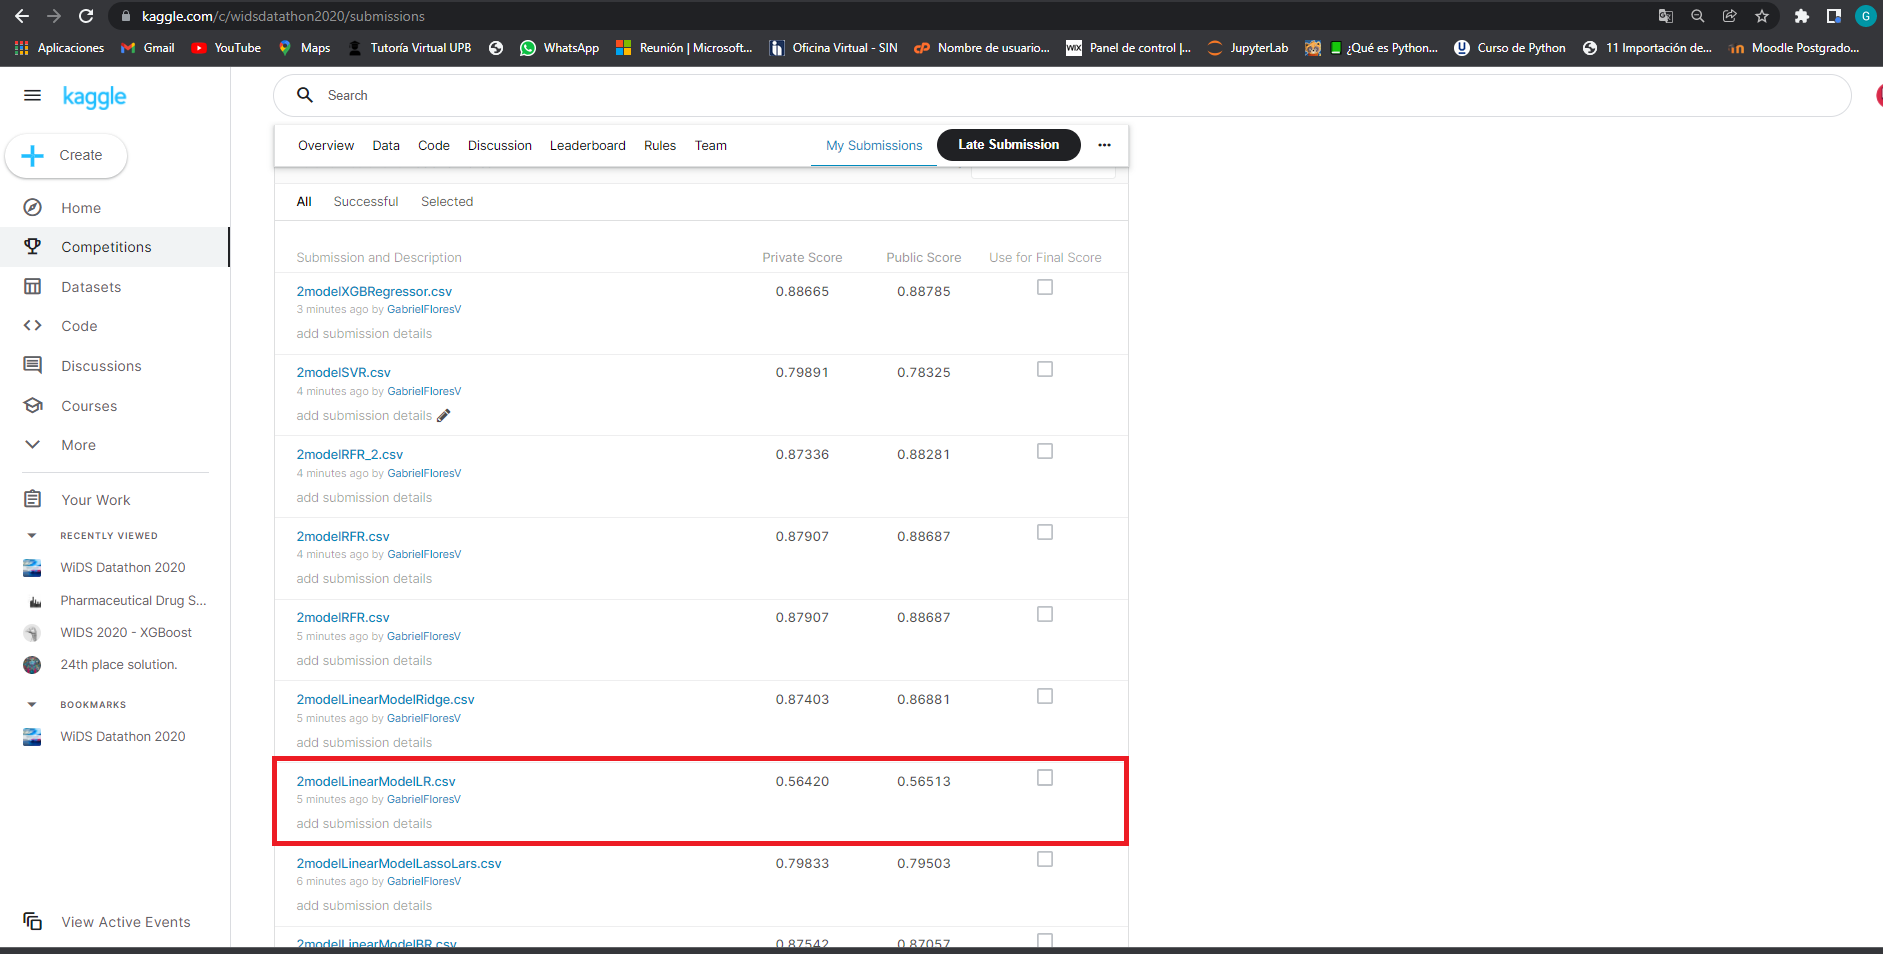 kaggle.com/c/widsdatathon2020/submissions
G
Aplicaciones
Gmail
YouTube
Maps
Tutoría Virtual UPB
WhatsApp
Reunión | Microsoft...
Oficina Virtual - SIN
cP
Nombre de usuario...
WIX
Panel de control |...
JupyterLab
¿Qué es Python...
Curso de Python
11 Importación de...
Moodle Postgrado...
kaggle
Search
Create
Home
Competitions
Datasets
Code
Discussions
Courses
More
Your Work
RECENTLY VIEWED
WiDS Datathon 2020
Pharmaceutical Drug S...
WIDS 2020 - XGBoost
24th place solution.
BOOKMARKS
WiDS Datathon 2020
View Active Events
Overview Data Code Discussion Leaderboard Rules Team My Submissions Late Submission ...
All Successful Selected
Submission and Description Private Score Public Score Use for Final Score
2modelXGBRegressor.csv 0.88665 0.88785
3 minutes ago by GabrielFloresV
add submission details
2modelSVR.csv 0.79891 0.78325
4 minutes ago by GabrielFloresV
add submission details
2modelRFR_2.csv 0.87336 0.88281
4 minutes ago by GabrielFloresV
add submission details
2modelRFR.csv 0.87907 0.88687
4 minutes ago by GabrielFloresV
add submission details
2modelRFR.csv 0.87907 0.88687
5 minutes ago by GabrielFloresV
add submission details
2modelLinearModelRidge.csv 0.87403 0.86881
5 minutes ago by GabrielFloresV
add submission details
2modelLinearModelLR.csv 0.56420 0.56513
5 minutes ago by GabrielFloresV
add submission details
2modelLinearModelLassoLars.csv 0.79833 0.79503
6 minutes ago by GabrielFloresV
add submission details
2modelLinearModelBR.csv 0.87542 0.87057